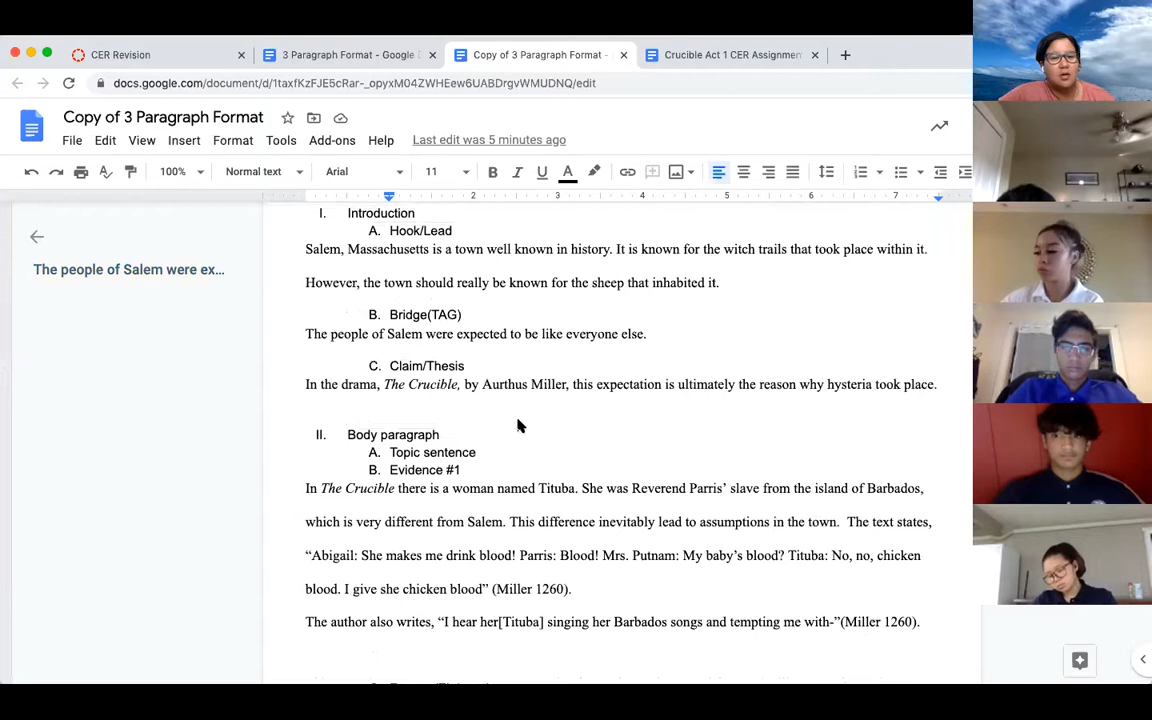 CER Revision
3 Paragraph Format - Google
Copy of 3 Paragraph Format -
Crucible Act 1 CER Assignmen
docs.google.com/document/d/1taxfKzFJE5cRar-_opyxM04ZWHEew6UABDrgvWMUDNQ/edit
Copy of 3 Paragraph Format
File Edit View Insert Format Tools Add-ons Help Last edit was 5 minutes ago
100% Normal text Arial 11 B I U A
2 3 4 5 6 7
The people of Salem were ex...
I. Introduction
A. Hook/Lead
Salem, Massachusetts is a town well known in history. It is known for the witch trails that took place within it.
However, the town should really be known for the sheep that inhabited it.
B. Bridge(TAG)
The people of Salem were expected to be like everyone else.
C. Claim/Thesis
In the drama, The Crucible, by Aurthus Miller, this expectation is ultimately the reason why hysteria took place.
II. Body paragraph
A. Topic sentence
B. Evidence #1
In The Crucible there is a woman named Tituba. She was Reverend Parris’ slave from the island of Barbados,
which is very different from Salem. This difference inevitably lead to assumptions in the town. The text states,
“Abigail: She makes me drink blood! Parris: Blood! Mrs. Putnam: My baby’s blood? Tituba: No, no, chicken
blood. I give she chicken blood” (Miller 1260).
The author also writes, “I hear her[Tituba] singing her Barbados songs and tempting me with-”(Miller 1260).